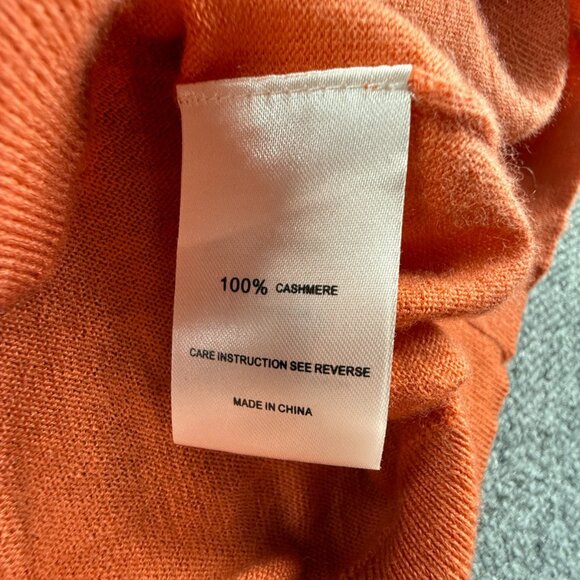 100% CASHMERE
CARE INSTRUCTION SEE REVERSE
MADE IN CHINA